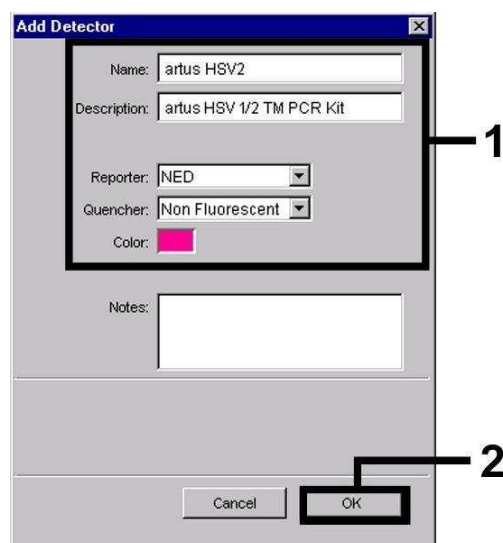 Add Detector
Name: artus HSV2
Description: artus HSV 1/2 TM PCR Kit
1
Reporter: NED
Quencher: Non Fluorescent
Color:
Notes:
2
Cancel OK